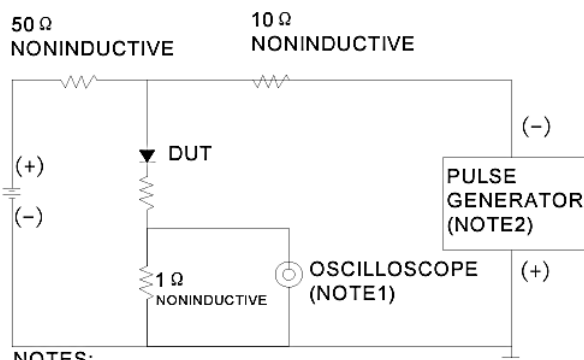 50 Ω
NONINDUCTIVE
10 Ω
NONINDUCTIVE
(−)
DUT
(+)
(−)
PULSE
GENERATOR
(NOTE2)
(+)
1 Ω
NONINDUCTIVE
OSCILLOSCOPE
(NOTE1)
NOTES: